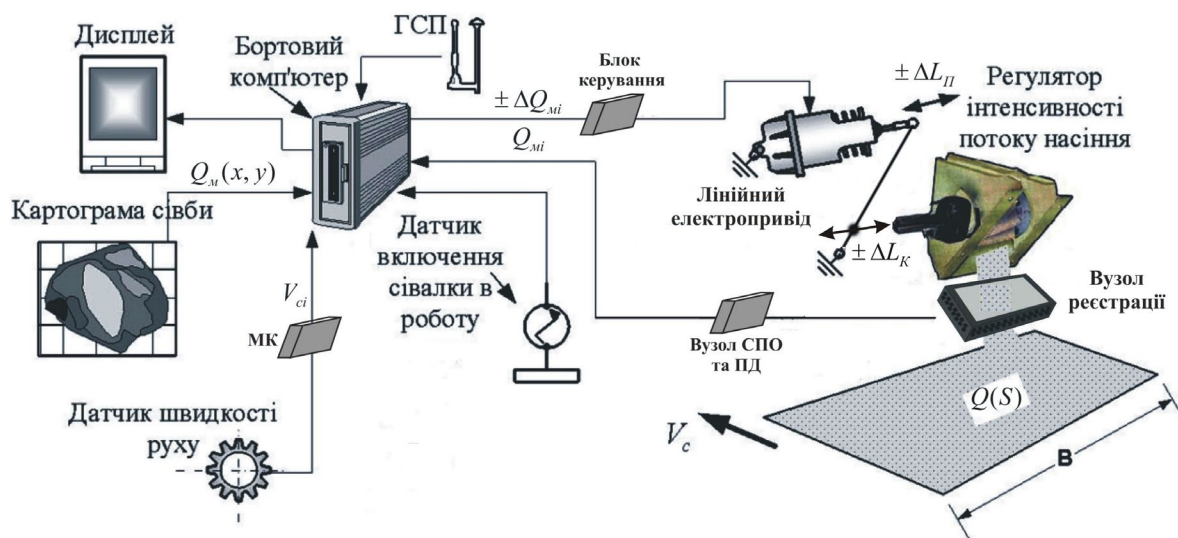 Дисплей
Бортовий
комп'ютер
ГСП
Блок
керування
± ΔL_П
Регулятор
інтенсивності
потоку насіння
± ΔQ_мі
Q_мі
Q_м(x, y)
Лінійний
електропривід
Картограма сівби
Датчик
включення
сівалки в
роботу
± ΔL_К
V_сі
МК
Вузол
реєстрації
Вузол СПО
та ПД
Датчик швидкості
руху
Q(S)
V_с
B